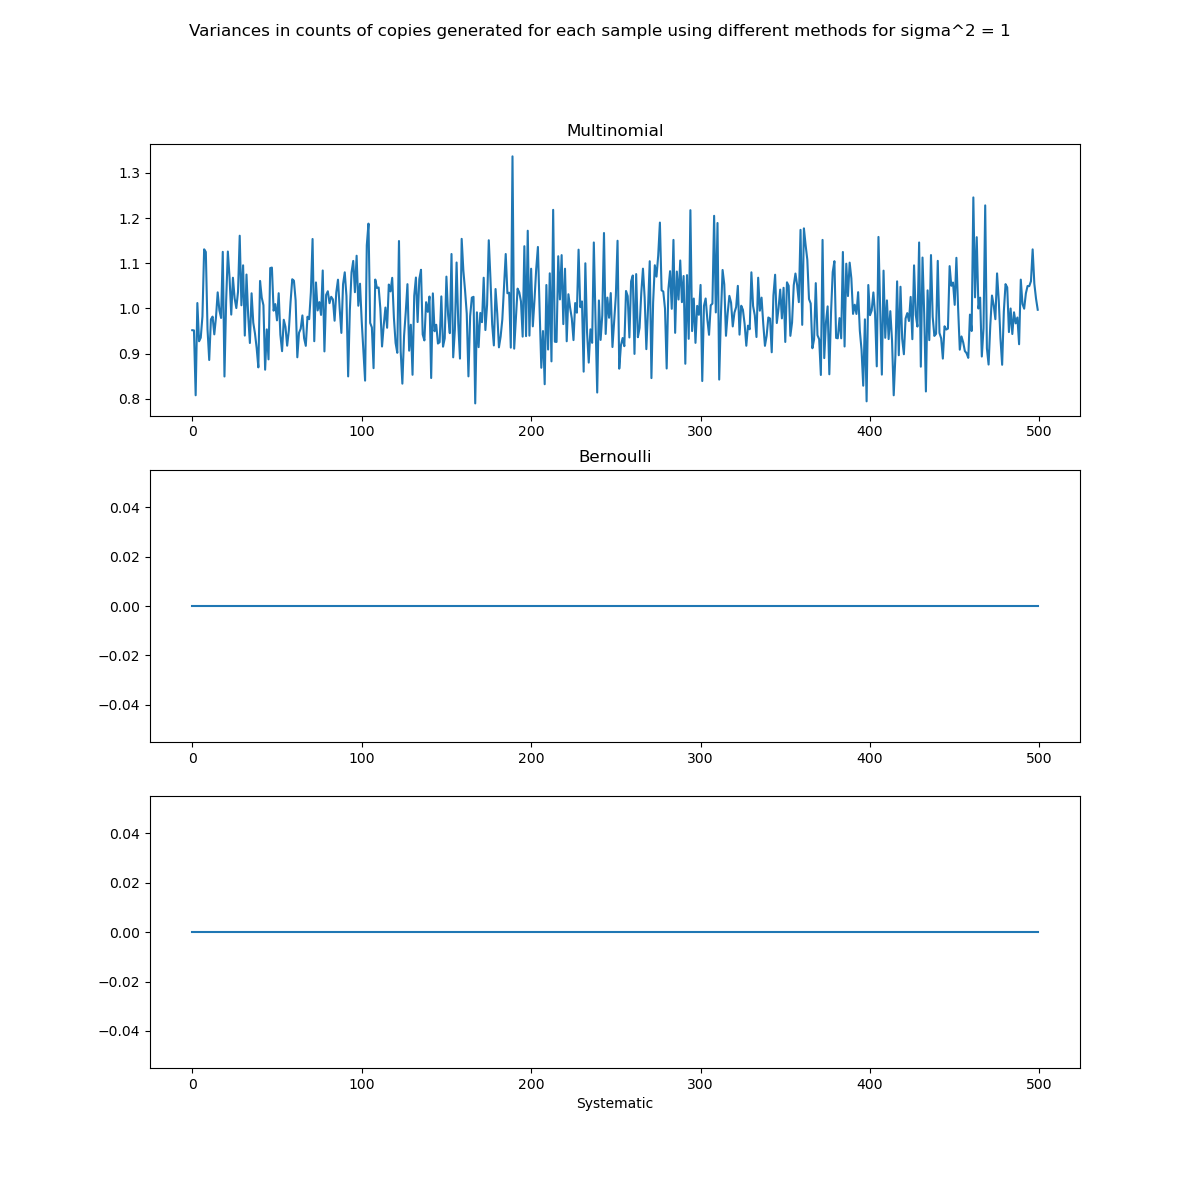 Variances in counts of copies generated for each sample using different methods for sigma^2 = 1
Multinomial
1.3
1.2
1.1
1.0
0.9
0.8
0 100 200 300 400 500
Bernoulli
0.04
0.02
0.00
−0.02
−0.04
0 100 200 300 400 500
0.04
0.02
0.00
−0.02
−0.04
0 100 200 300 400 500
Systematic